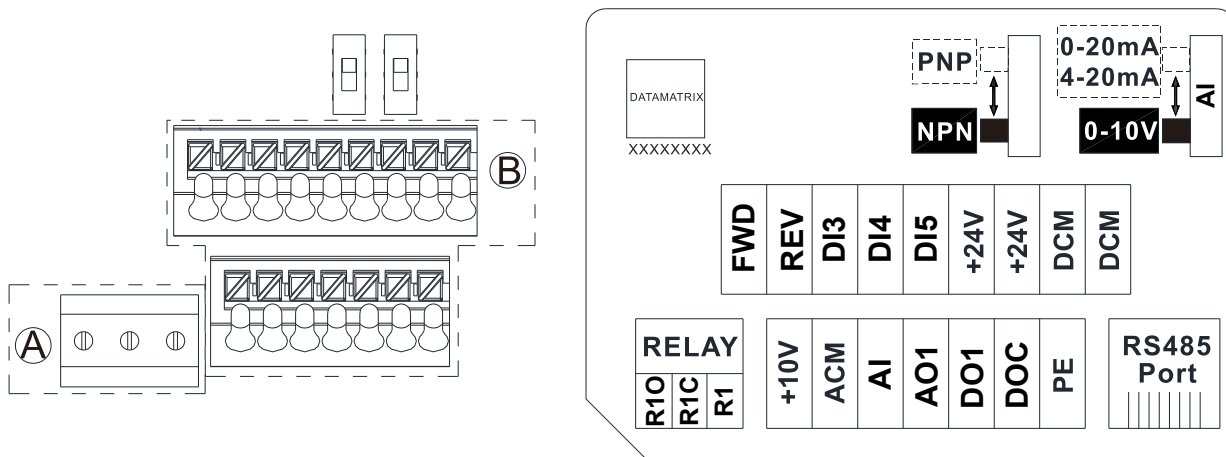 A
B
DATAMATRIX
XXXXXXXX
PNP
NPN
0-20mA
4-20mA
0-10V
AI
FWD
REV
DI3
DI4
DI5
+24V
+24V
DCM
DCM
RELAY
R1O
R1C
R1
+10V
ACM
AI
AO1
DO1
DOC
PE
RS485
Port